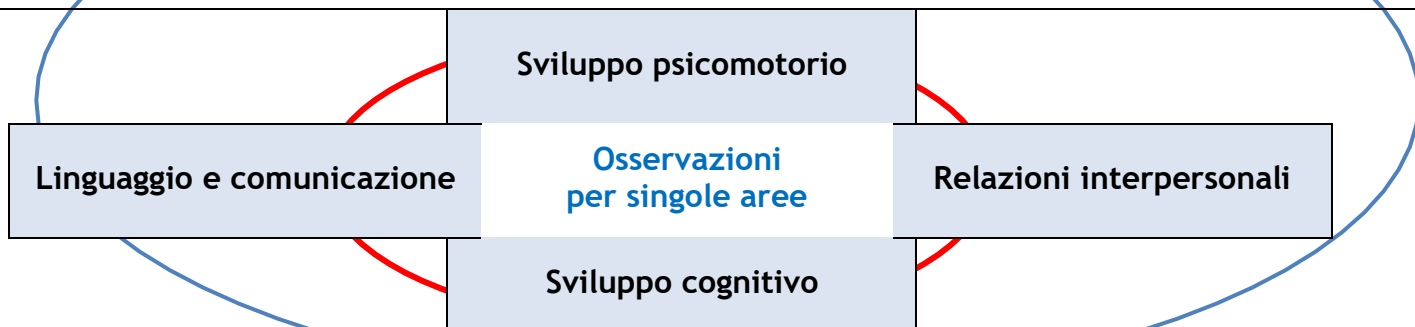 Sviluppo psicomotorio
Linguaggio e comunicazione
Osservazioni
per singole aree
Relazioni interpersonali
Sviluppo cognitivo